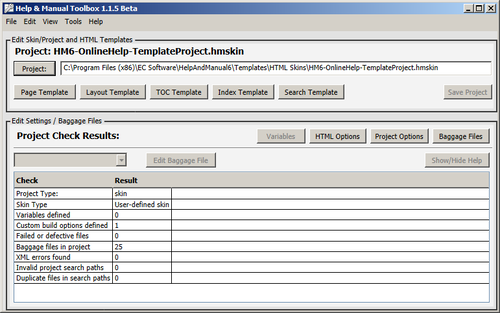 Help & Manual Toolbox 1.1.5 Beta
File Edit View Tools Help
Edit Skin/Project and HTML Templates
Project: HM6-OnlineHelp-TemplateProject.hmskin
Project: C:\Program Files (x86)\EC Software\HelpAndManual6\Templates\HTML Skins\HM6-OnlineHelp-TemplateProject.hmskin
Page Template Layout Template TOC Template Index Template Search Template Save Project
Edit Settings / Baggage Files
Project Check Results: Variables HTML Options Project Options Baggage Files
Edit Baggage File Show/Hide Help
Check Result
Project Type: skin
Skin Type User-defined skin
Variables defined 0
Custom build options defined 1
Failed or defective files 0
Baggage files in project 25
XML errors found 0
Invalid project search paths 0
Duplicate files in search paths 0